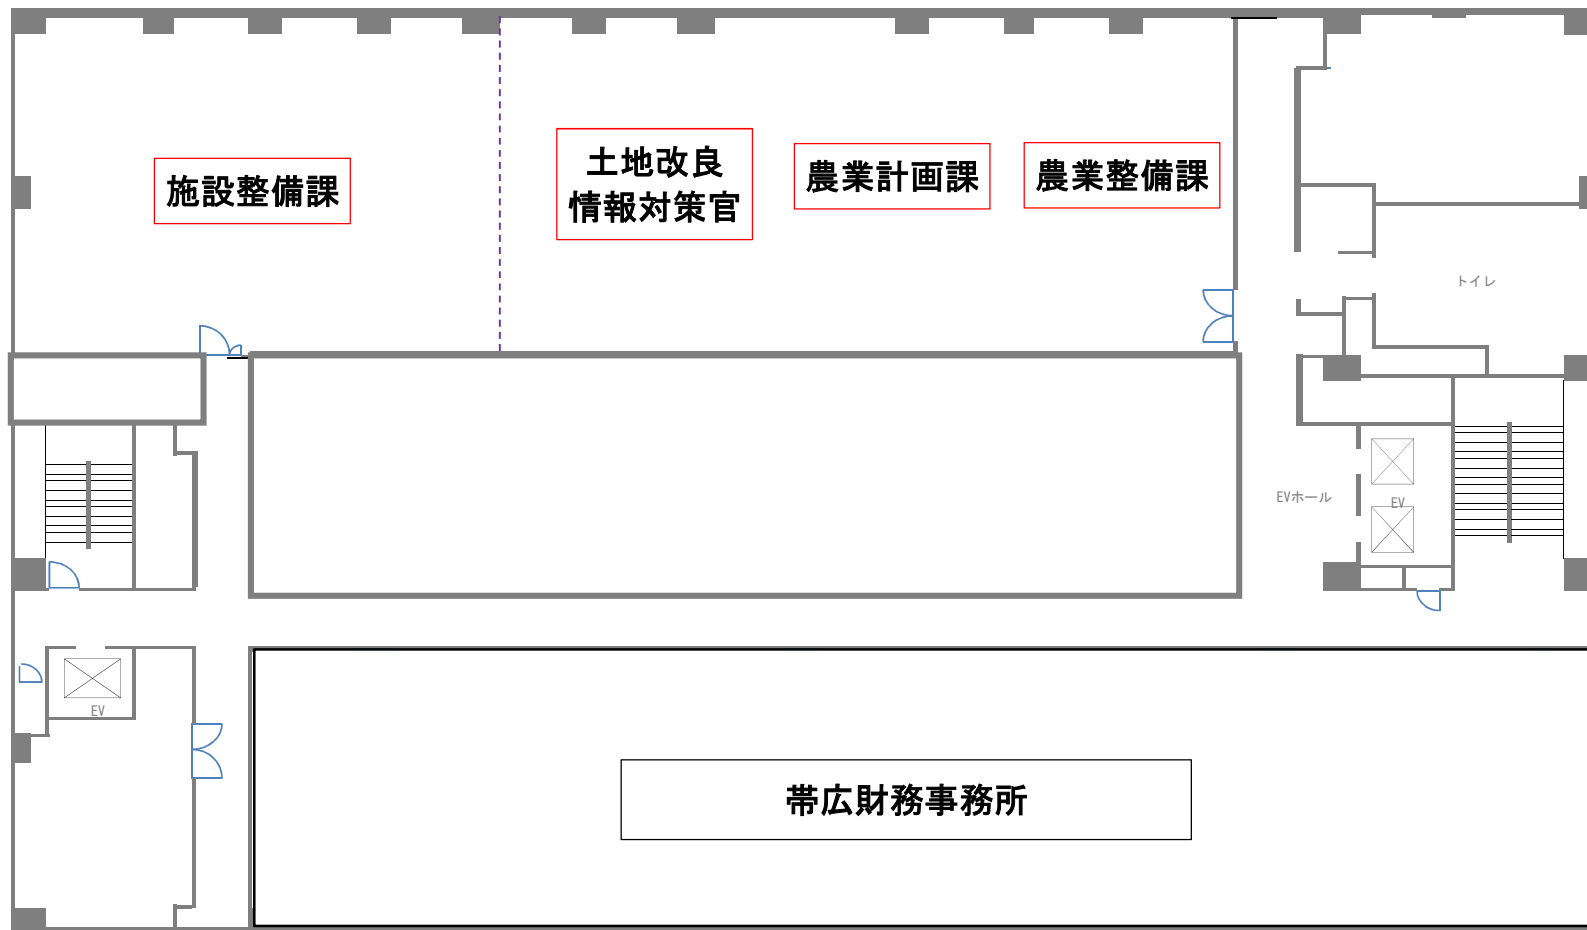 施設整備課
土地改良
情報対策官
農業計画課
農業整備課
トイレ
EVホール
EV
EV
帯広財務事務所